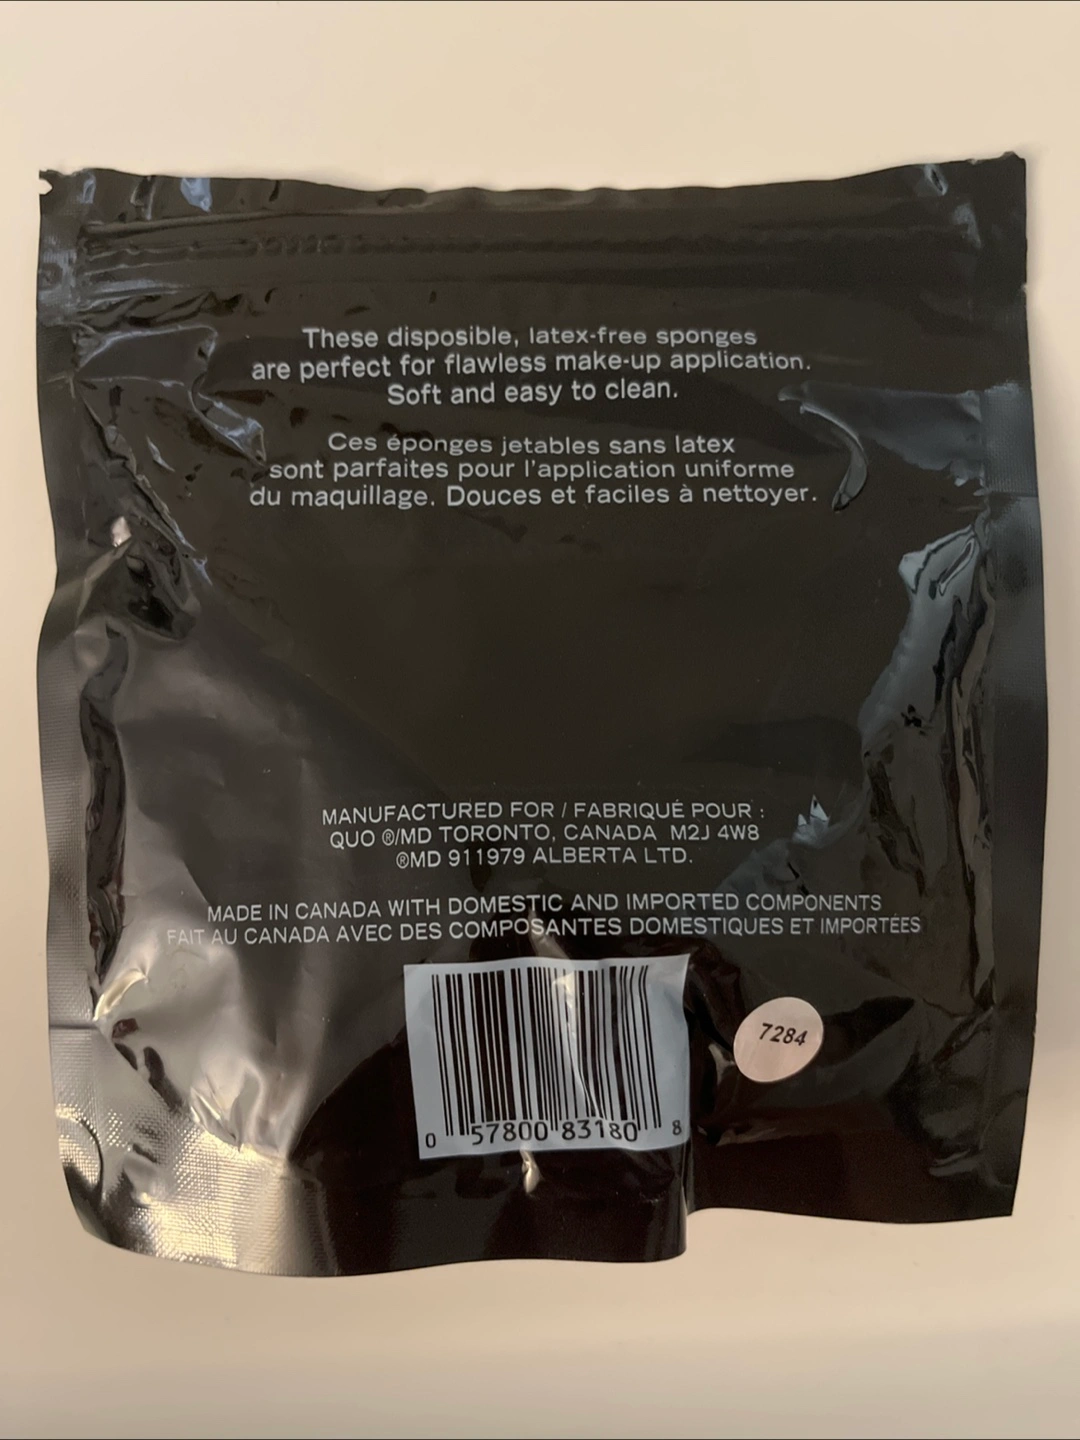 These disposible, latex-free sponges
are perfect for flawless make-up application.
Soft and easy to clean.
Ces éponges jetables sans latex
sont parfaites pour l'application uniforme
du maquillage. Douces et faciles à nettoyer.
MANUFACTURED FOR / FABRIQUÉ POUR :
QUO ®/MD TORONTO, CANADA M2J 4W8
®MD 911979 ALBERTA LTD.
MADE IN CANADA WITH DOMESTIC AND IMPORTED COMPONENTS
FAIT AU CANADA AVEC DES COMPOSANTES DOMESTIQUES ET IMPORTÉES
7284
0 57800 83180 8